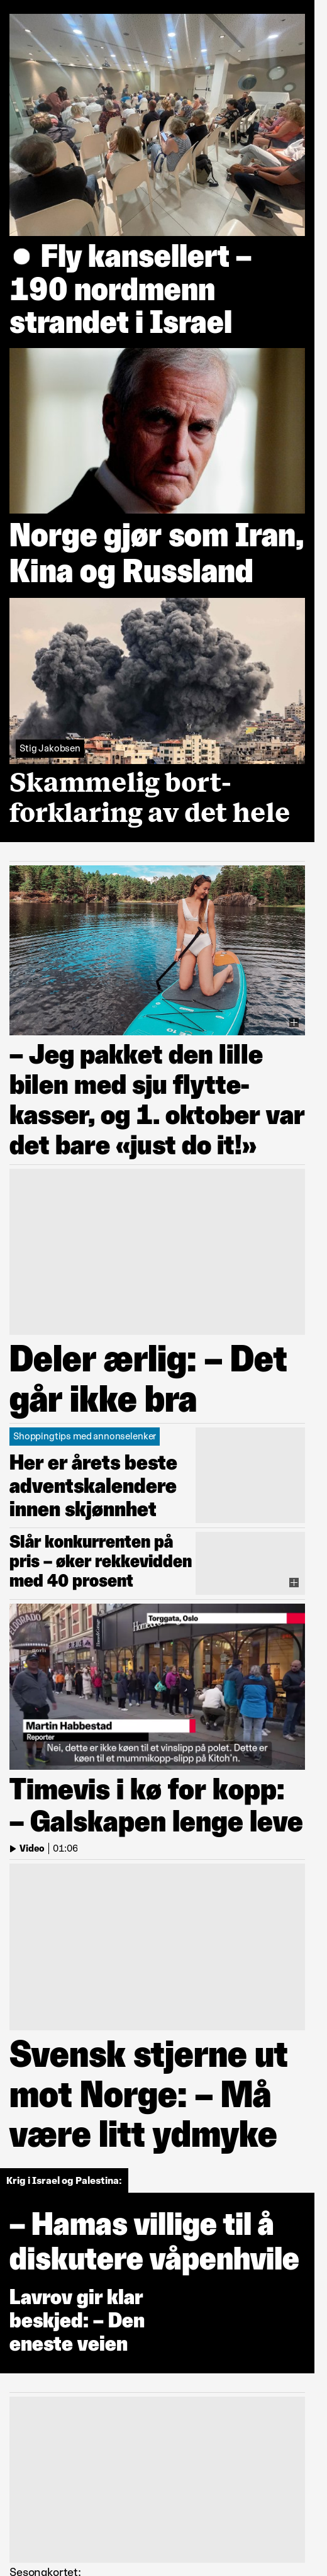 Fly kansellert –
190 nordmenn
strandet i Israel
Norge gjør som Iran,
Kina og Russland
Stig Jakobsen
Skammelig bort-
forklaring av det hele
– Jeg pakket den lille
bilen med sju flytte-
kasser, og 1. oktober var
det bare «just do it!»
Deler ærlig: – Det
går ikke bra
Shoppingtips med annonselenker
Her er årets beste
adventskalendere
innen skjønnhet
Slår konkurrenten på
pris – øker rekkevidden
med 40 prosent
Torggata, Oslo
Martin Habbestad
Reporter
Nei, dette er ikke køen til et vinslipp på polet. Dette er
køen til et mummikopp-slipp på Kitch'n.
Timevis i kø for kopp:
– Galskapen lenge leve
Video | 01:06
Svensk stjerne ut
mot Norge: – Må
være litt ydmyke
Krig i Israel og Palestina:
– Hamas villige til å
diskutere våpenhvile
Lavrov gir klar
beskjed: – Den
eneste veien
Sesongkortet: